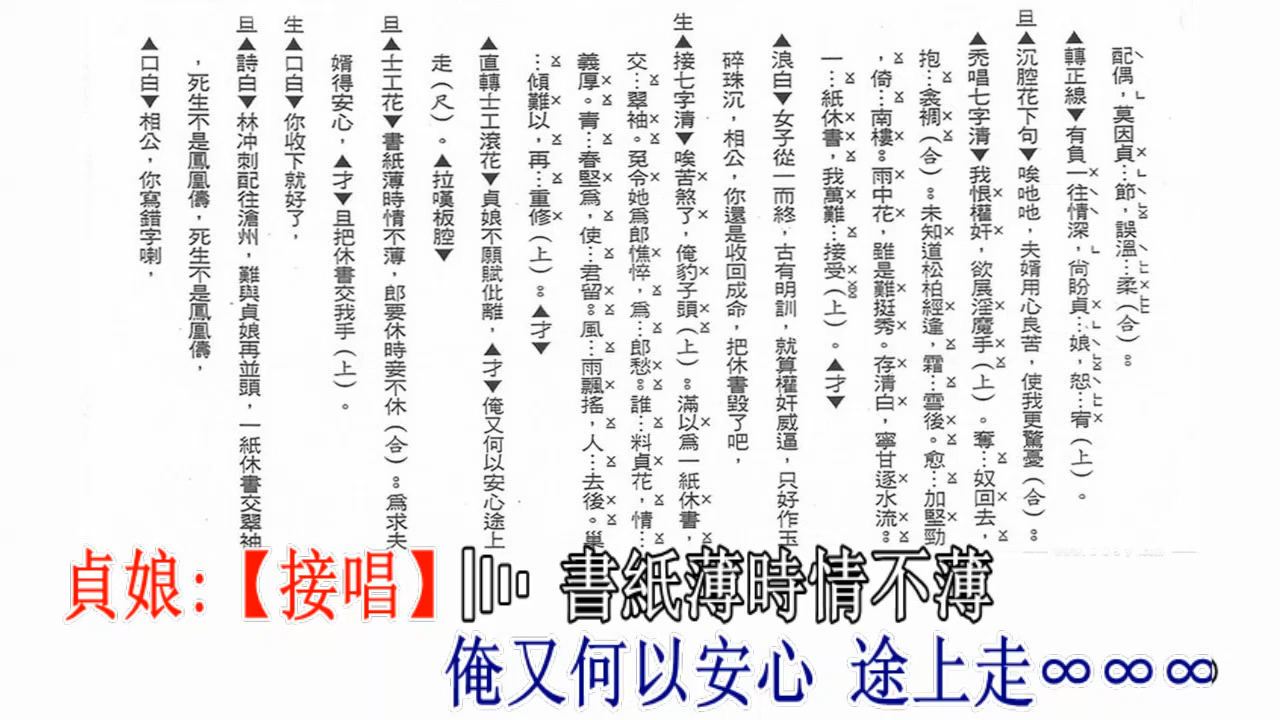 配偶，莫因貞…節，誤溫…柔（合）。
▲轉正線▼有負一往情深，尚盼貞…娘，恕…宥（上）。
旦▲沉腔花下句▼唉吔吔，夫婿用心良苦，使我更驚憂（合）。
▲禿唱七字清▼我恨權奸，欲展淫魔手（上）。奪…奴回去，
抱…衾裯（合）。未知道松柏經逢，霜…雪後。愈…加堅勁
，倚…南樓。雨中花，雖是難挺秀。存清白，寧甘逐水流。
一…紙休書，我萬難…接受（上）。▲才▼
▲浪白▼女子從一而終，古有明訓，就算權奸威逼，只好作玉
碎珠沉，相公，你還是收回成命，把休書毀了吧，
生▲接七字清▼唉苦煞了，俺豹子頭（上）。滿以為一紙休書，
交…翠袖。免令她為郎憔悴，為…郎愁。誰…料貞花，情…
義厚。青…春堅為，使…君留。風…雨飄搖，人…去後。巢
…傾難以，再…重修（上）。▲才▼
▲直轉士工滾花▼貞娘不願賦仳離，▲才▼俺又何以安心途上
走（尺）。▲拉嘆板腔▼
旦▲士工花▼書紙薄時情不薄，郎要休時妾不休（合）。為求夫
婿得安心，▲才▼且把休書交我手（上）。
生▲口白▼你收下就好了，
旦▲詩白▼林冲刺配往滄州，難與貞娘再並頭，一紙休書交翠袖
，死生不是鳳凰儔，死生不是鳳凰儔，
▲口白▼相公，你寫錯字喇，
貞娘:【接唱】 書紙薄時情不薄
俺又何以安心 途上走∞∞∞